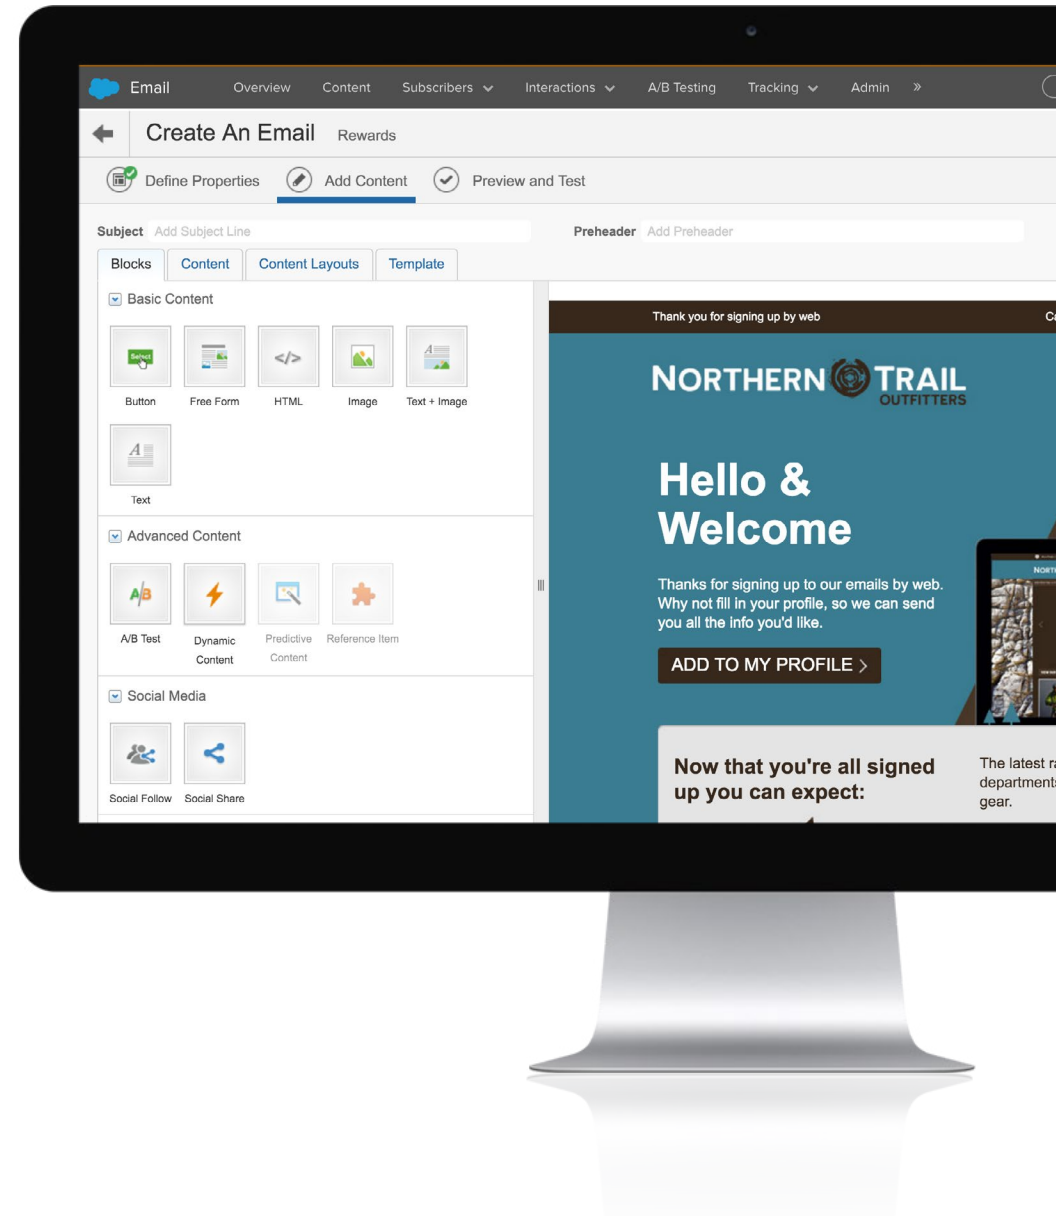 Email Overview Content Subscribers Interactions A/B Testing Tracking Admin »
Create An Email Rewards
Define Properties Add Content Preview and Test
Subject Add Subject Line Preheader Add Preheader
Blocks Content Content Layouts Template
Basic Content
Select
</>
A
Button Free Form HTML Image Text + Image
A
Text
Advanced Content
A/B
A/B Test Dynamic Content Predictive Content Reference Item
Social Media
Social Follow Social Share
Thank you for signing up by web
NORTHERN TRAIL
OUTFITTERS
Hello &
Welcome
Thanks for signing up to our emails by web.
Why not fill in your profile, so we can send
you all the info you'd like.
ADD TO MY PROFILE >
Now that you're all signed
up you can expect:
The latest
departments
gear.